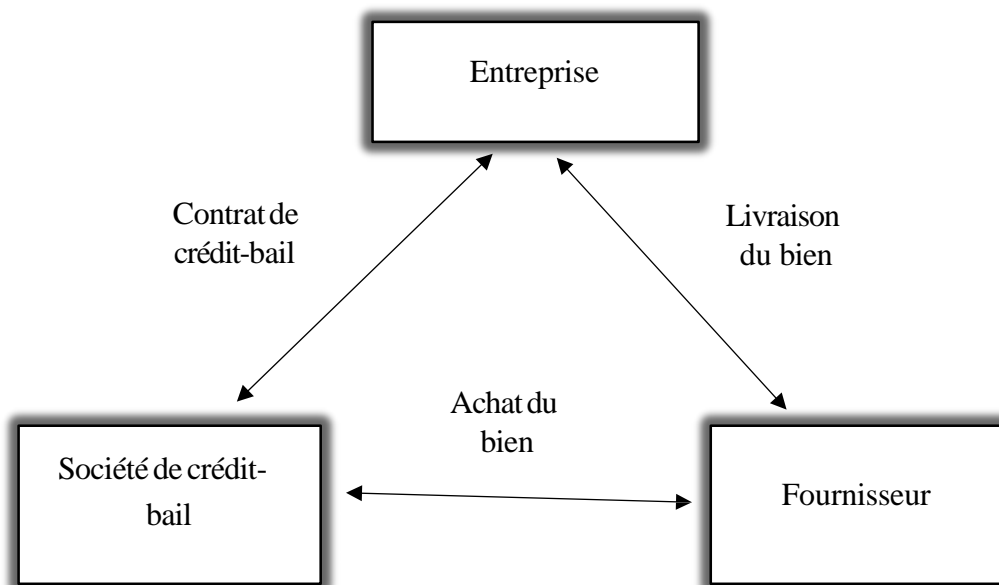 Entreprise
Contrat de
crédit-bail
Livraison
du bien
Achat du
bien
Société de crédit-
bail
Fournisseur